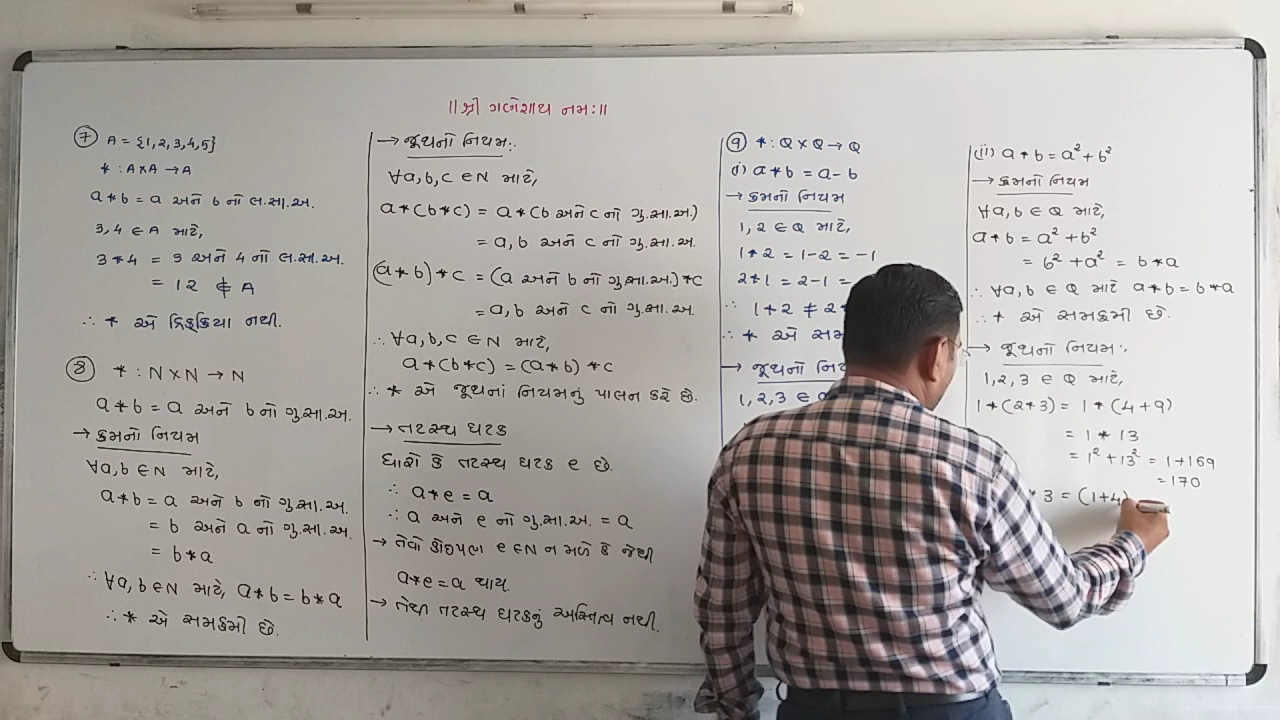 ॥ શ્રી ગણેશાય નમઃ ॥
⑦ A = {1,2,3,4,5}
* : A×A → A
a*b = a અને b નો લ.સા.અ.
3,4 ∈ A માટે,
3*4 = 3 અને 4 નો લ.સા.અ.
= 12 ∉ A
∴ * એ દ્વિક્ક્રિયા નથી.
⑧ * : N×N → N
a*b = a અને b નો ગુ.સા.અ.
→ ક્રમનો નિયમ
∀a,b ∈ N માટે,
a*b = a અને b નો ગુ.સા.અ.
= b અને a નો ગુ.સા.અ.
= b*a
∴ ∀a,b ∈ N માટે, a*b = b*a
∴ * એ સમક્રમી છે.
→ જૂથનો નિયમ:
∀a,b,c ∈ N માટે,
a*(b*c) = a*(b અને c નો ગુ.સા.અ.)
= a,b અને c નો ગુ.સા.અ.
(a*b)*c = (a અને b નો ગુ.સા.અ.)*c
= a,b અને c નો ગુ.સા.અ.
∴ ∀a,b,c ∈ N માટે,
a*(b*c) = (a*b)*c
∴ * એ જૂથનાં નિયમનું પાલન કરે છે.
→ તટસ્થ ઘટક
ધારો કે તટસ્થ ઘટક e છે.
∴ a*e = a
∴ a અને e નો ગુ.સા.અ. = a
→ તેવો કોઈપણ e ∈ N ન મળે કે જેથી
a*e = a થાય.
→ તેથી તટસ્થ ઘટકનું અસ્તિત્વ નથી.
⑨ * : Q×Q → Q
(i) a*b = a-b
→ ક્રમનો નિયમ
1,2 ∈ Q માટે,
1*2 = 1-2 = -1
2*1 = 2-1 =
∴ 1*2 ≠ 2
∴ * એ
→ જૂથનો
1,2,3 ∈
(ii) a*b = a²+b²
→ ક્રમનો નિયમ
∀a,b ∈ Q માટે,
a*b = a²+b²
= b²+a² = b*a
∴ ∀a,b ∈ Q માટે a*b = b*a
∴ * એ સમક્રમી છે.
→ જૂથનો નિયમ:
1,2,3 ∈ Q માટે,
1*(2*3) = 1*(4+9)
= 1*13
= 1²+13² = 1+169
= 170
* 3 = (1+4)